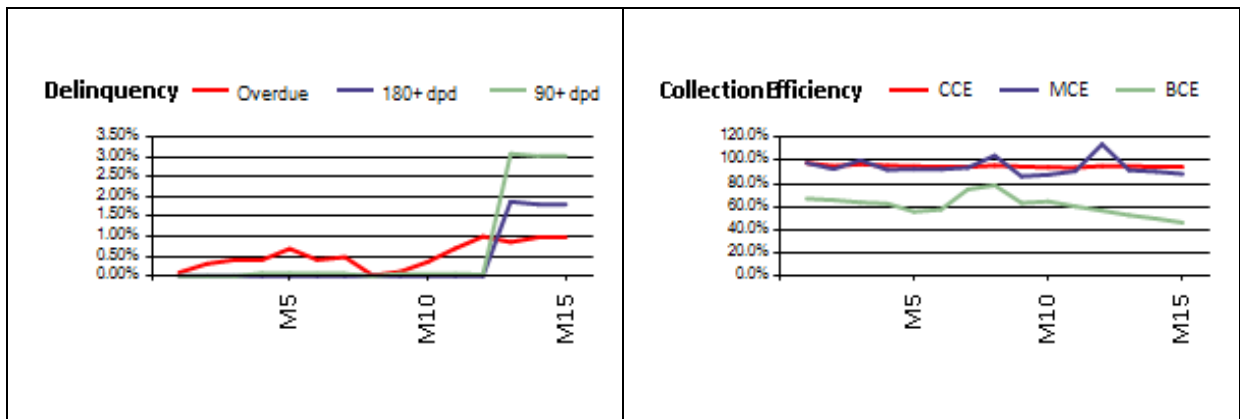 Delinquency Overdue 180+ dpd 90+ dpd
3.50%
3.00%
2.50%
2.00%
1.50%
1.00%
0.50%
0.00%
M5
M10
M15
Collection Efficiency CCE MCE BCE
120.0%
100.0%
80.0%
60.0%
40.0%
20.0%
0.0%
M5
M10
M15